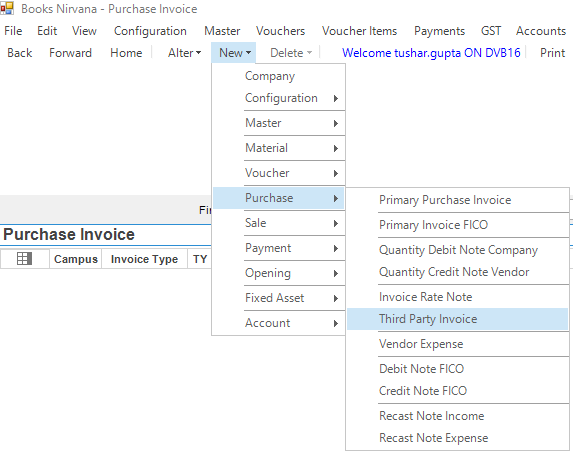 Books Nirvana - Purchase Invoice
File Edit View Configuration Master Vouchers Voucher Items Payments GST Accounts
Back Forward Home Alter New Delete Welcome tushar.gupta ON DVB16 Print
Company
Configuration
Master
Material
Voucher
Purchase
Sale
Payment
Opening
Fixed Asset
Account
Primary Purchase Invoice
Primary Invoice FICO
Quantity Debit Note Company
Quantity Credit Note Vendor
Invoice Rate Note
Third Party Invoice
Vendor Expense
Debit Note FICO
Credit Note FICO
Recast Note Income
Recast Note Expense
Purchase Invoice
Campus Invoice Type TY